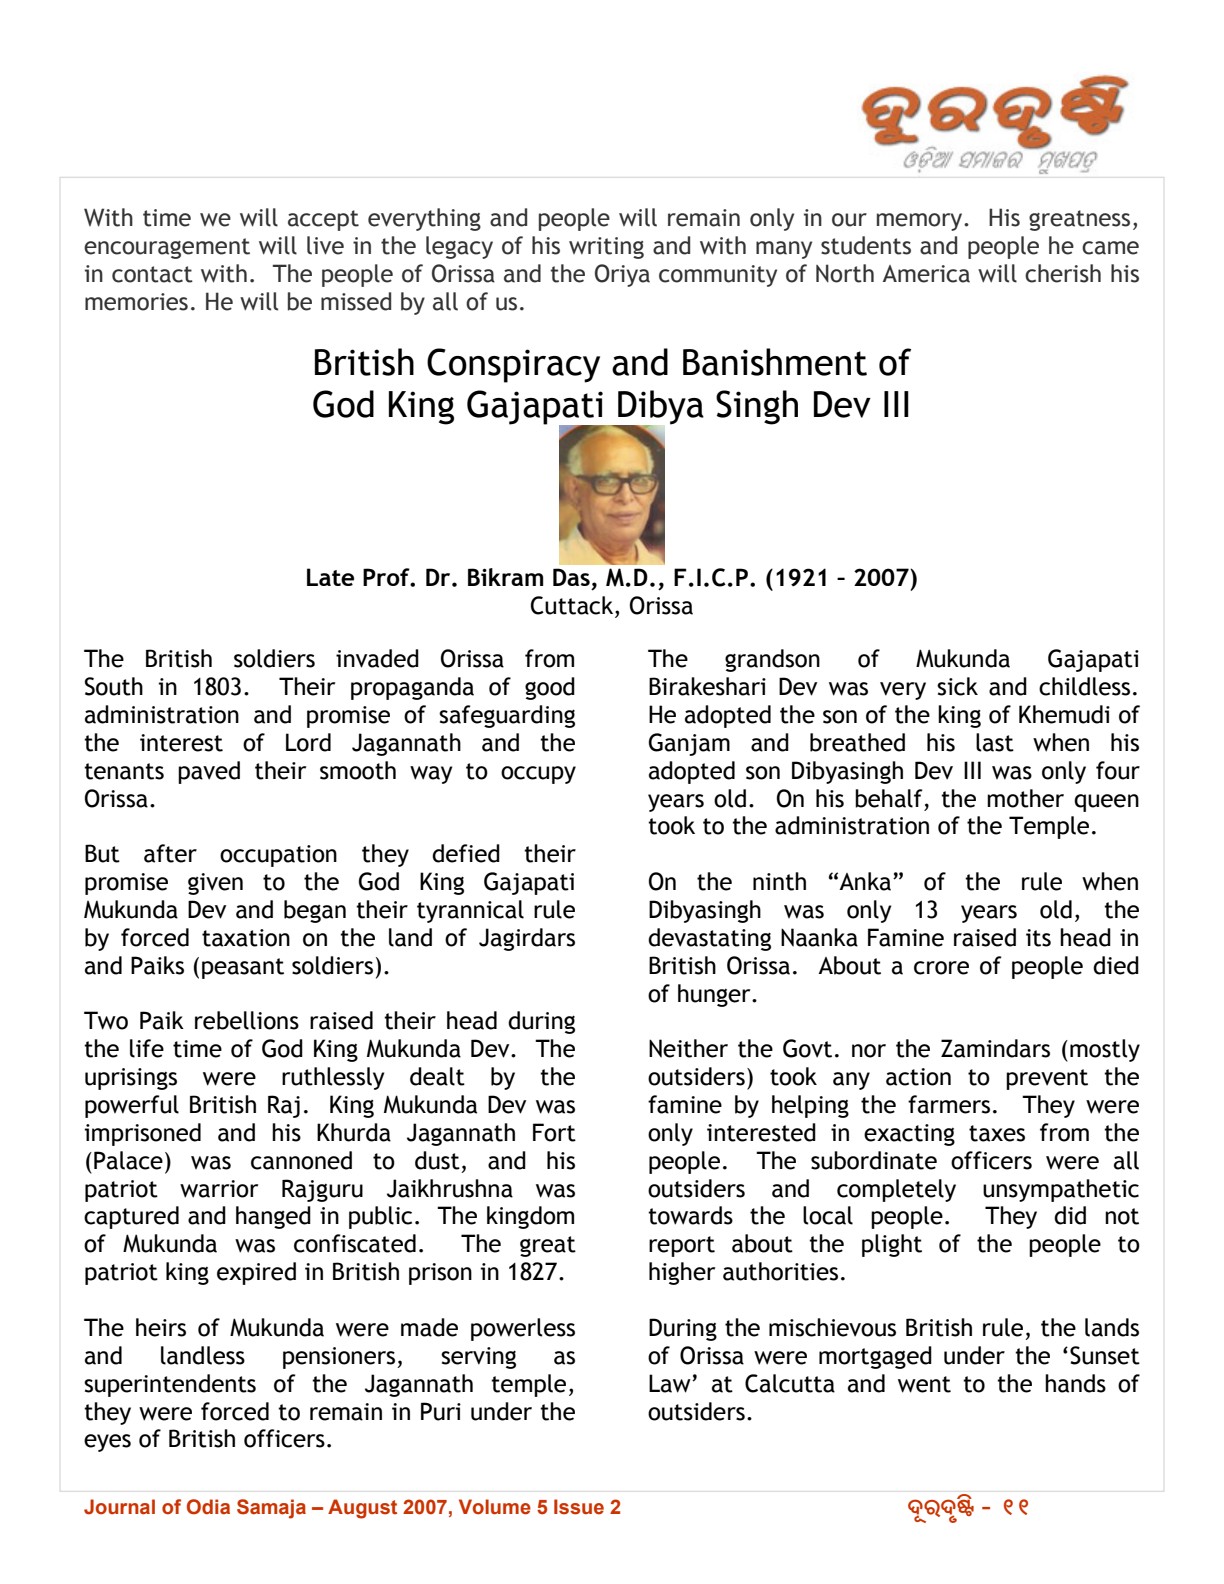 ଦୂରଦୃଷ୍ଟି
ଓଡ଼ିଆ ସମାଜର ମୁଖପତ୍ର
With time we will accept everything and people will remain only in our memory. His greatness,
encouragement will live in the legacy of his writing and with many students and people he came
in contact with. The people of Orissa and the Oriya community of North America will cherish his
memories. He will be missed by all of us.
British Conspiracy and Banishment of
God King Gajapati Dibya Singh Dev III
Late Prof. Dr. Bikram Das, M.D., F.I.C.P. (1921 – 2007)
Cuttack, Orissa
The British soldiers invaded Orissa from
South in 1803. Their propaganda of good
administration and promise of safeguarding
the interest of Lord Jagannath and the
tenants paved their smooth way to occupy
Orissa.
But after occupation they defied their
promise given to the God King Gajapati
Mukunda Dev and began their tyrannical rule
by forced taxation on the land of Jagirdars
and Paiks (peasant soldiers).
Two Paik rebellions raised their head during
the life time of God King Mukunda Dev. The
uprisings were ruthlessly dealt by the
powerful British Raj. King Mukunda Dev was
imprisoned and his Khurda Jagannath Fort
(Palace) was cannoned to dust, and his
patriot warrior Rajguru Jaikhrushna was
captured and hanged in public. The kingdom
of Mukunda was confiscated. The great
patriot king expired in British prison in 1827.
The heirs of Mukunda were made powerless
and landless pensioners, serving as
superintendents of the Jagannath temple,
they were forced to remain in Puri under the
eyes of British officers.
The grandson of Mukunda Gajapati
Birakeshari Dev was very sick and childless.
He adopted the son of the king of Khemudi of
Ganjam and breathed his last when his
adopted son Dibyasingh Dev III was only four
years old. On his behalf, the mother queen
took to the administration of the Temple.
On the ninth “Anka” of the rule when
Dibyasingh was only 13 years old, the
devastating Naanka Famine raised its head in
British Orissa. About a crore of people died
of hunger.
Neither the Govt. nor the Zamindars (mostly
outsiders) took any action to prevent the
famine by helping the farmers. They were
only interested in exacting taxes from the
people. The subordinate officers were all
outsiders and completely unsympathetic
towards the local people. They did not
report about the plight of the people to
higher authorities.
During the mischievous British rule, the lands
of Orissa were mortgaged under the ‘Sunset
Law’ at Calcutta and went to the hands of
outsiders.
Journal of Odia Samaja – August 2007, Volume 5 Issue 2
ଦୂରଦୃଷ୍ଟି - ୧୧